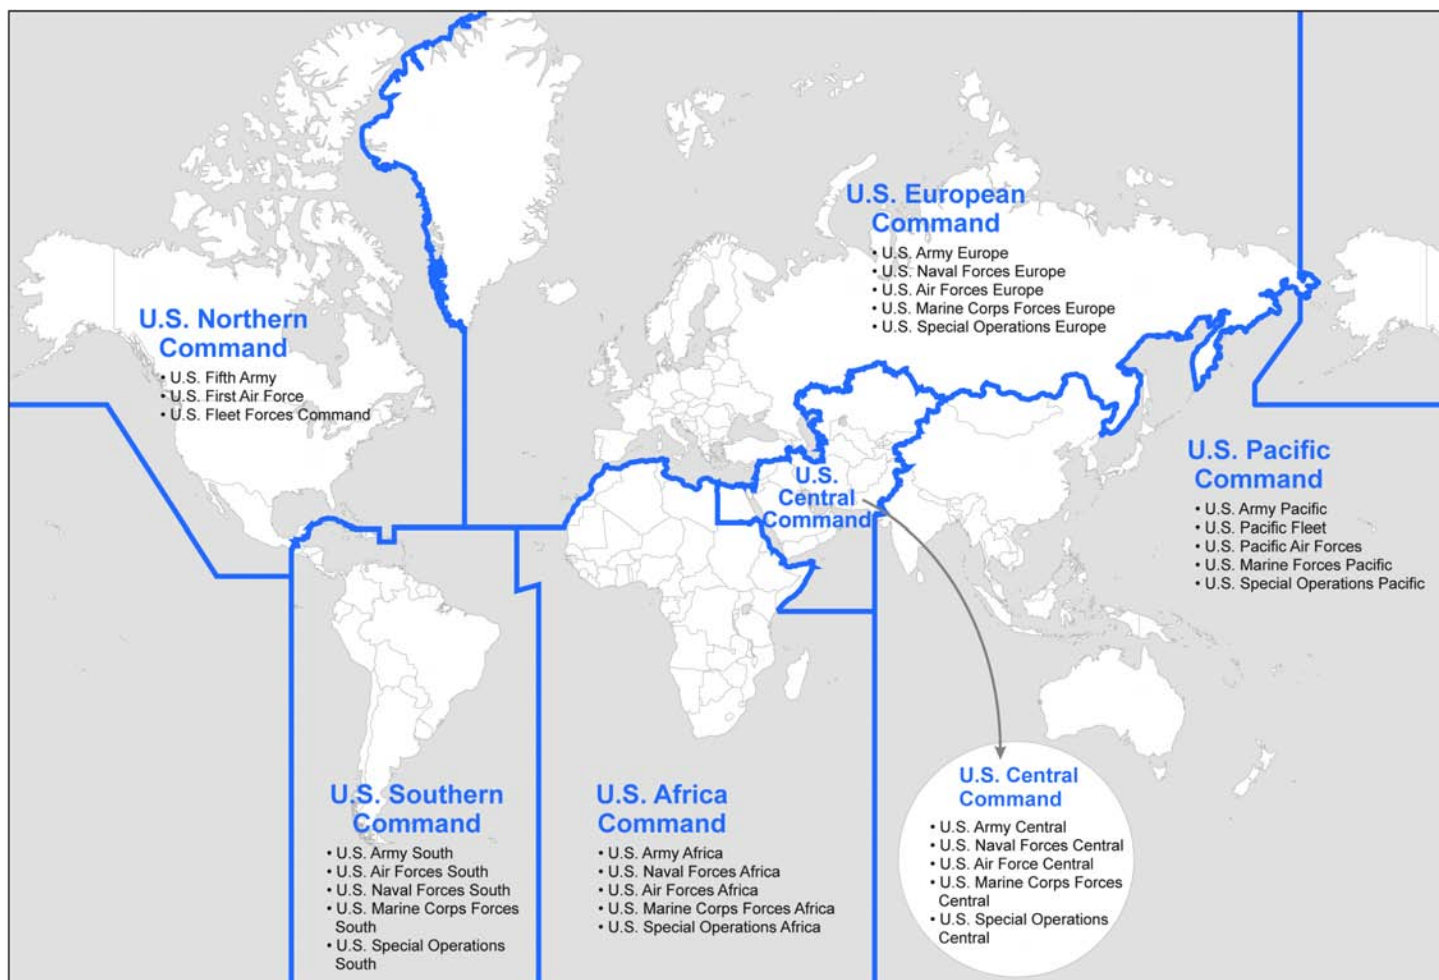 U.S. European
Command
• U.S. Army Europe
• U.S. Naval Forces Europe
• U.S. Air Forces Europe
• U.S. Marine Corps Forces Europe
• U.S. Special Operations Europe
U.S. Northern
Command
• U.S. Fifth Army
• U.S. First Air Force
• U.S. Fleet Forces Command
U.S. Pacific
Command
• U.S. Army Pacific
• U.S. Pacific Fleet
• U.S. Pacific Air Forces
• U.S. Marine Forces Pacific
• U.S. Special Operations Pacific
U.S.
Central
Command
U.S. Southern
Command
• U.S. Army South
• U.S. Air Forces South
• U.S. Naval Forces South
• U.S. Marine Corps Forces
South
• U.S. Special Operations
South
U.S. Africa
Command
• U.S. Army Africa
• U.S. Naval Forces Africa
• U.S. Air Forces Africa
• U.S. Marine Corps Forces Africa
• U.S. Special Operations Africa
U.S. Central
Command
• U.S. Army Central
• U.S. Naval Forces Central
• U.S. Air Force Central
• U.S. Marine Corps Forces
Central
• U.S. Special Operations
Central